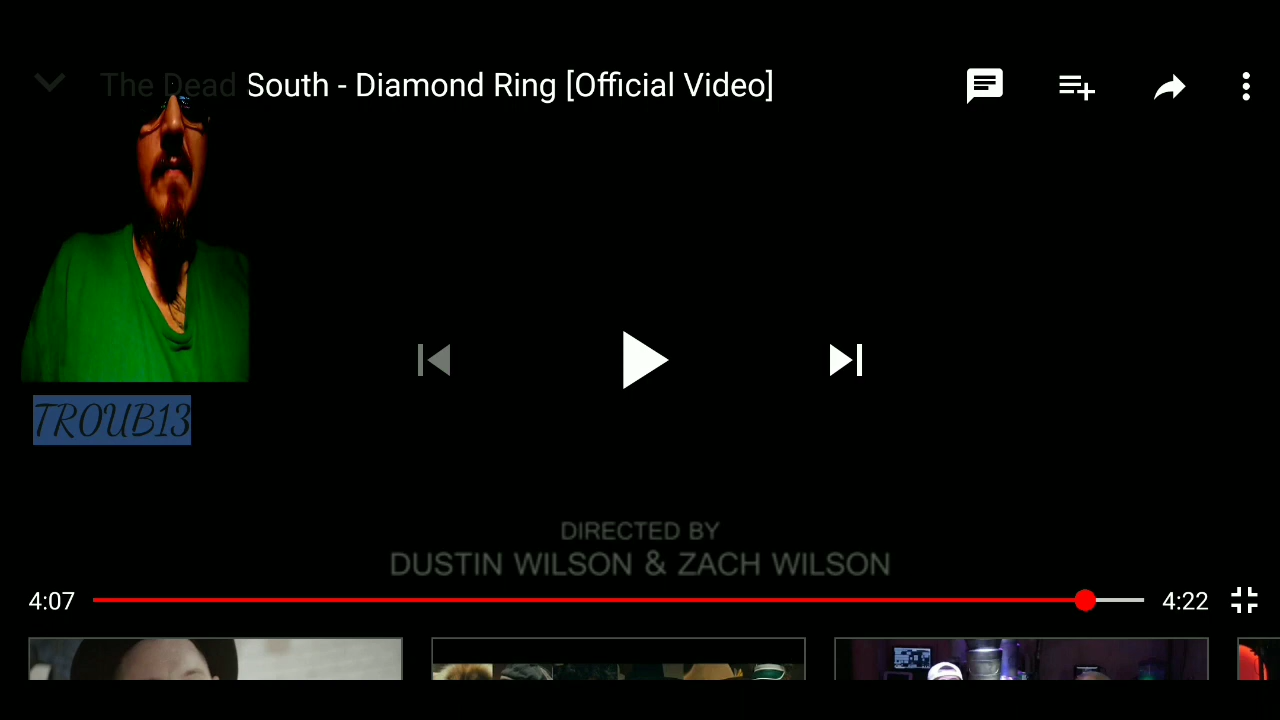 The Dead South - Diamond Ring [Official Video]
TROUB13
DIRECTED BY
DUSTIN WILSON & ZACH WILSON
4:07
4:22